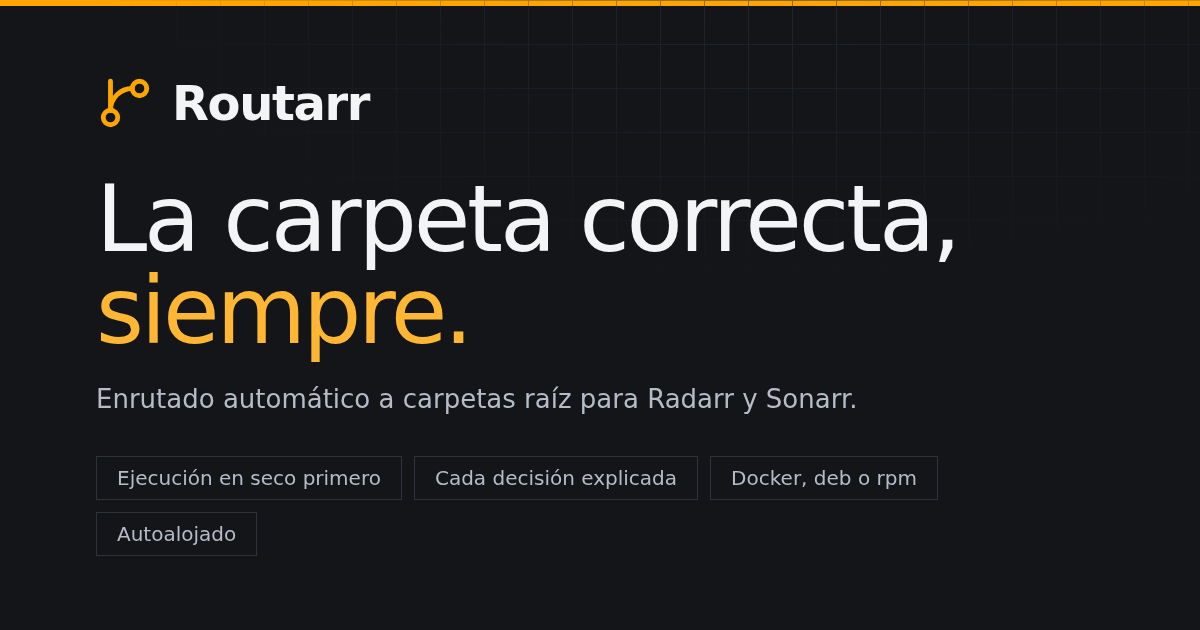 Routarr
La carpeta correcta,
siempre.
Enrutado automático a carpetas raíz para Radarr y Sonarr.
Ejecución en seco primero
Cada decisión explicada
Docker, deb o rpm
Autoalojado